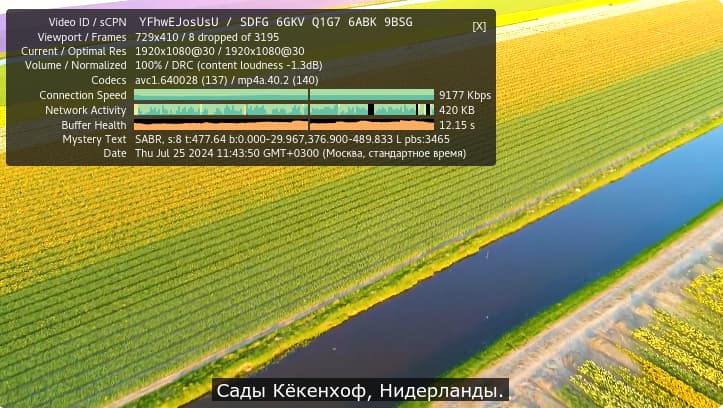 Video ID / sCPN YFhwEJosUsU / SDFG 6GKV Q1G7 6ABK 9BSG
[X]
Viewport / Frames 729x410 / 8 dropped of 3195
Current / Optimal Res 1920x1080@30 / 1920x1080@30
Volume / Normalized 100% / DRC (content loudness -1.3dB)
Codecs avc1.640028 (137) / mp4a.40.2 (140)
Connection Speed 9177 Kbps
Network Activity 420 KB
Buffer Health 12.15 s
Mystery Text SABR, s:8 t:477.64 b:0.000-29.967,376.900-489.833 L pbs:3465
Date Thu Jul 25 2024 11:43:50 GMT+0300 (Москва, стандартное время)
Сады Кёкенхоф, Нидерланды.